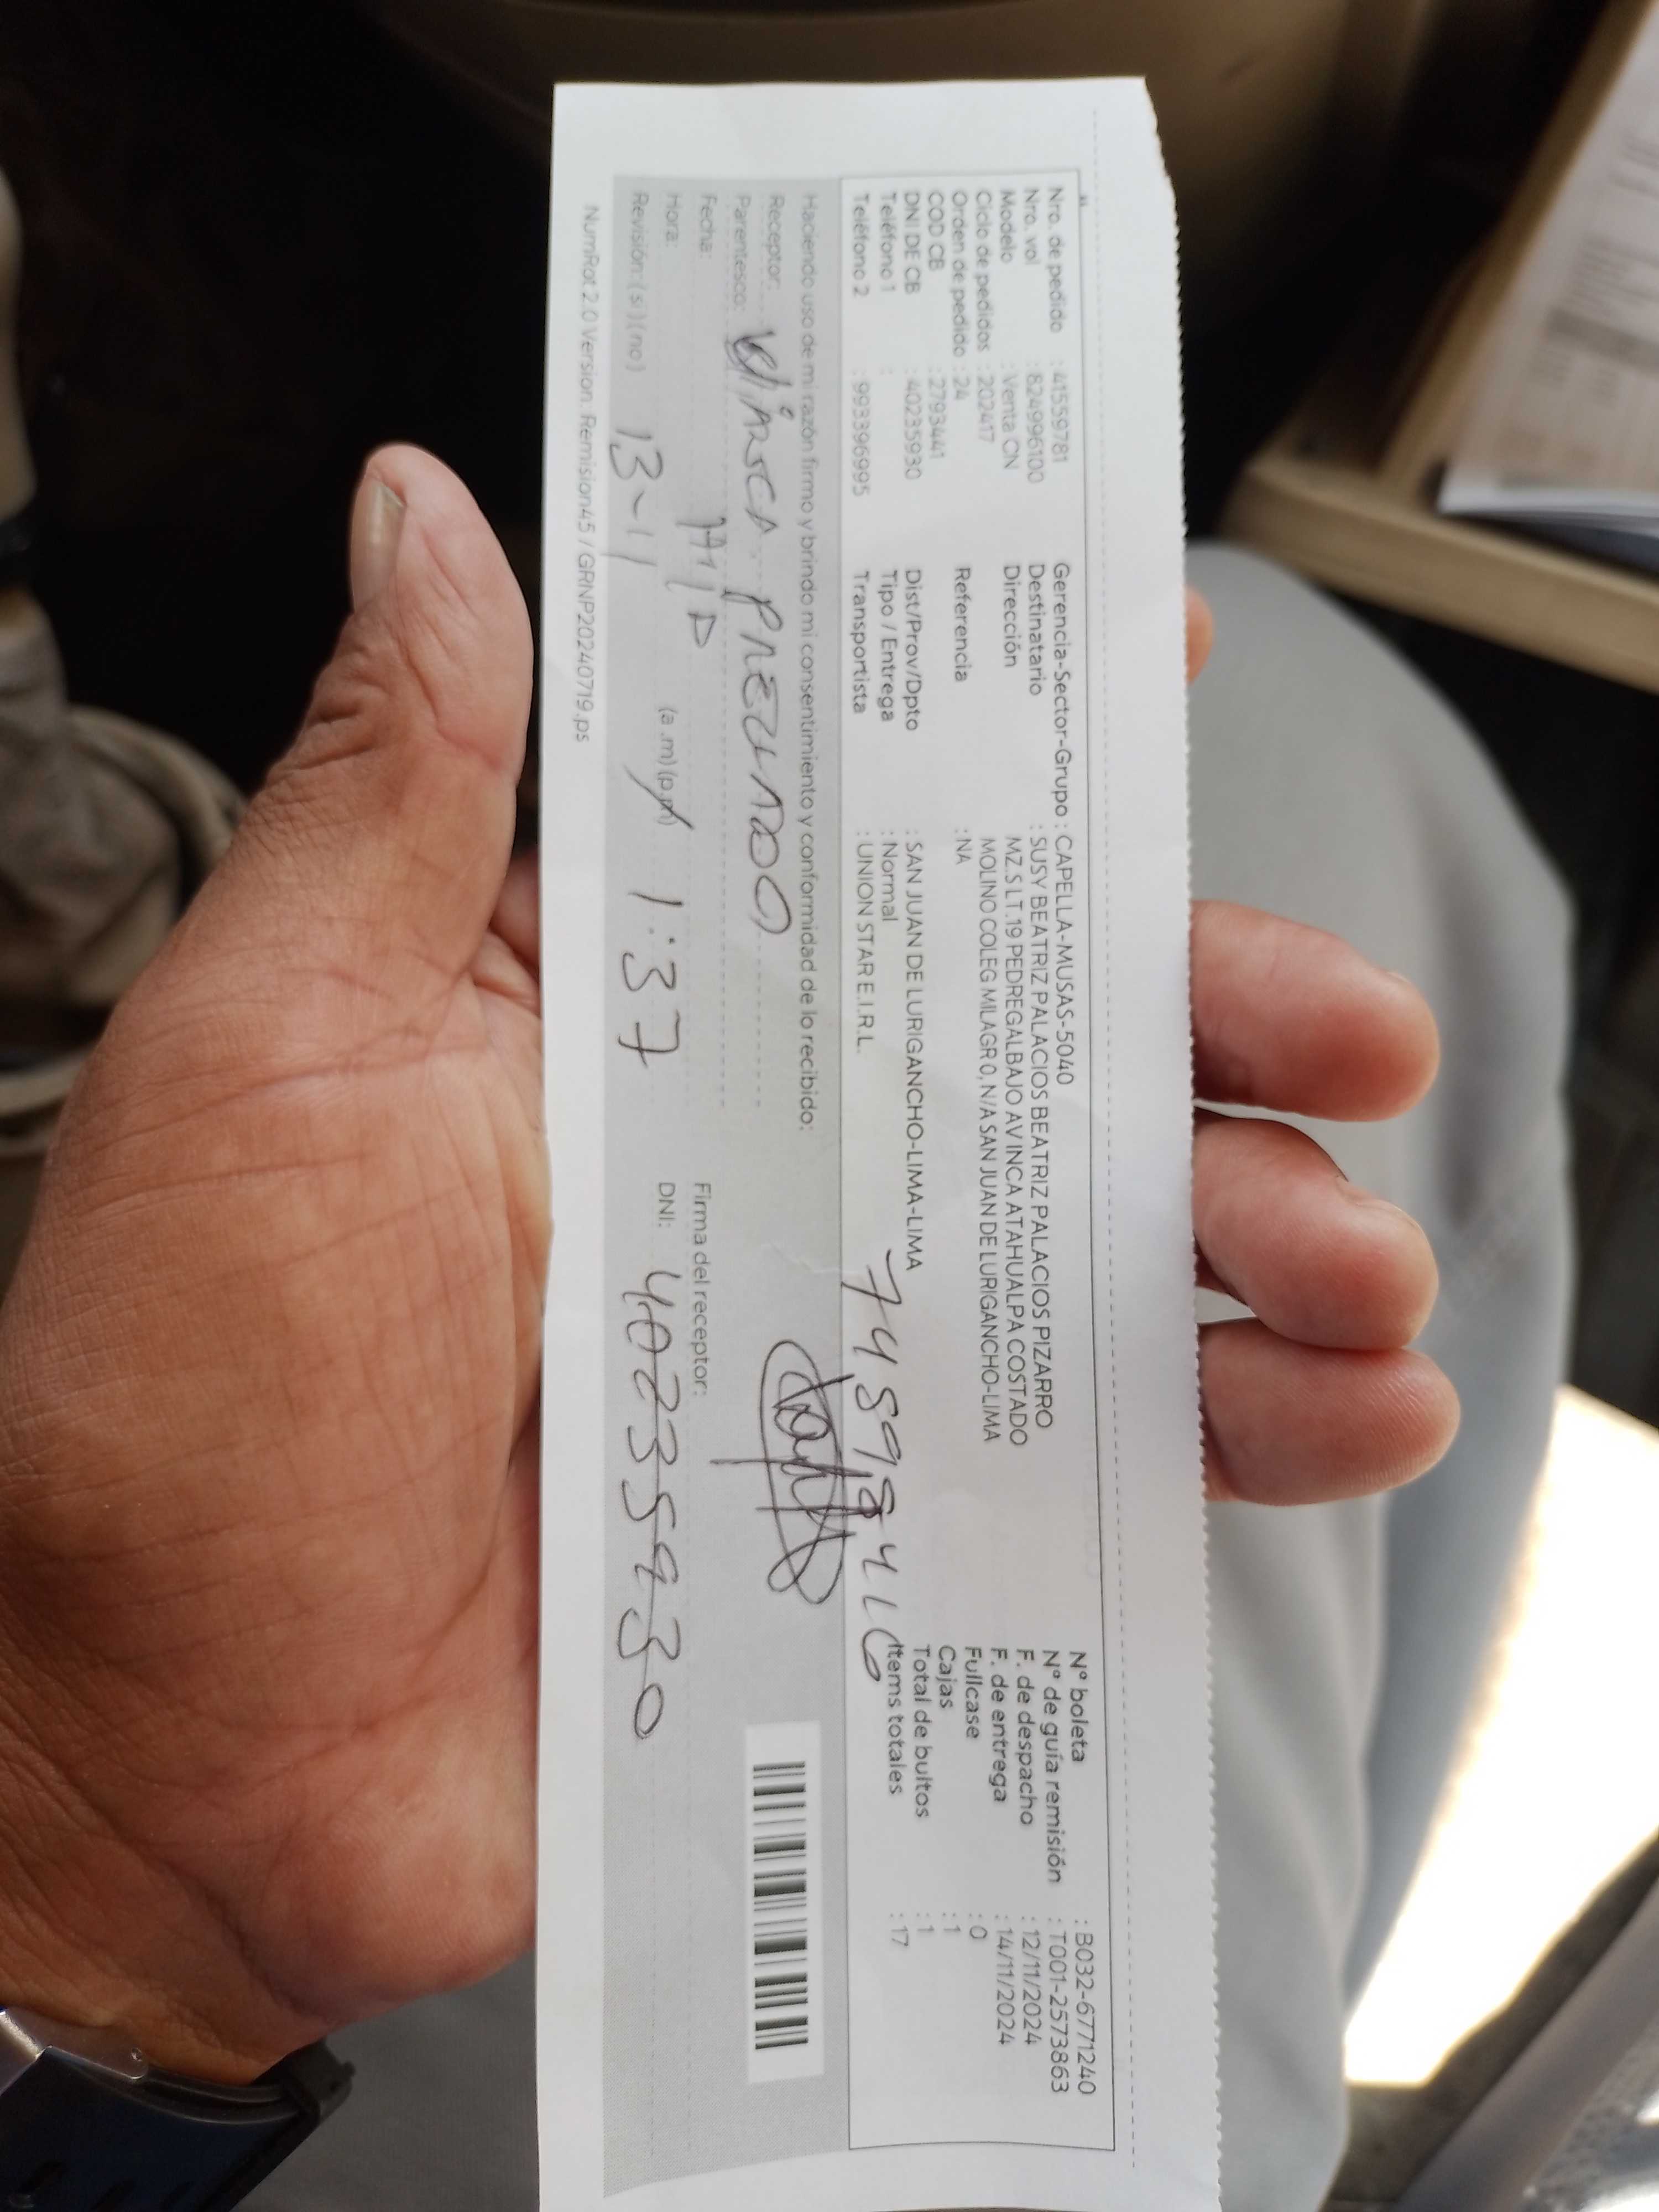 Nro. de pedido : 41559781
Nro. vol : 824996100
Modelo : Venta CN
Ciclo de pedidos : 202417
Orden de pedido : 24
COD CB : 2793441
DNI DE CB : 40235930
Teléfono 1 :
Teléfono 2 : 993396995
Gerencia-Sector-Grupo : CAPELLA-MUSAS-5040
Destinatario : SUSY BEATRIZ PALACIOS BEATRIZ PALACIOS PIZARRO
Dirección MZ.S LT.19 PEDREGALBAJO AV INCA ATAHUALPA COSTADO
MOLINO COLEG MILAGRO, N/A SAN JUAN DE LURIGANCHO-LIMA
Referencia : NA
Dist/Prov/Dpto : SAN JUAN DE LURIGANCHO-LIMA-LIMA
Tipo / Entrega : Normal
Transportista : UNION STAR E.I.R.L.
N° boleta : B032-6771240
N° de guía remisión : T001-2573863
F. de despacho : 12/11/2024
F. de entrega : 14/11/2024
Fullcase : 0
Cajas : 1
Total de bultos : 1
Items totales : 17
Haciendo uso de mi razón firmo y brindo mi consentimiento y conformidad de lo recibido:
Receptor:
Parentesco:
Fecha:
Hora: (a.m) (p.m) 1:37
Revisión: (si) (no) 13-11
Firma del receptor:
DNI: 40235930
NumRot 2.0 Version. Remision45 / GRNP20240719.ps